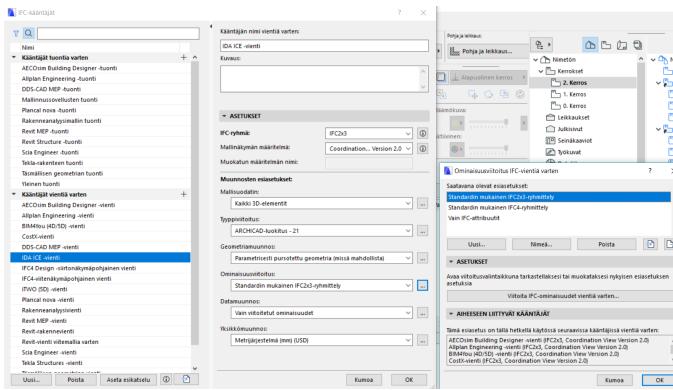 IFC-kääntäjät
Nimi
Kääntäjät tuontia varten
AECOsim Building Designer -tuonti
Allplan Engineering -tuonti
DDS-CAD MEP -tuonti
Mallinnussovellusten tuonti
Plancal nova -tuonti
Rakenneanalyysimallin tuonti
Revit MEP -tuonti
Revit Structure -tuonti
Scia Engineer -tuonti
Tekla-rakenteen tuonti
Täsmällisen geometrian tuonti
Yleinen tuonti
Kääntäjät vientiä varten
AECOsim Building Designer -vienti
Allplan Engineering -vienti
BIM4You (4D/5D) -vienti
CostX-vienti
DDS-CAD MEP -vienti
IDA ICE -vienti
IFC4 Design -siirtonäkymäpohjainen vienti
IFC4-viitenäkymäpohjainen vienti
iTWO (5D) -vienti
Plancal nova -vienti
Rakenneanalyysivienti
Revit MEP -vienti
Revit-rakennevienti
Revit-vienti viitemallia varten
Scia Engineer -vienti
Tekla Structures -vienti
Uusi...
Poista
Aseta esikatselu
Kääntäjän nimi vientiä varten:
IDA ICE -vienti
Kuvaus:
ASETUKSET
IFC-ryhmä:
IFC2x3
Mallinäkymän määritelmä:
Coordination... Version 2.0
Muokatun määritelmän nimi:
Muunnosten esiasetukset:
Mallisuodatin:
Kaikki 3D-elementit
Tyyppiviitoitus:
ARCHICAD-luokitus - 21
Geometriamuunnos:
Parametrisesti pursotettu geometria (missä mahdollista)
Ominaisuusviitoitus:
Standardin mukainen IFC2x3-ryhmittely
Datamuunnos:
Vain viitoitetut ominaisuudet
Yksikkömuunnos:
Metrijärjestelmä (mm) (USD)
Kumoa
OK
Pohja ja leikkaus:
Pohja ja leikkaus...
Alapuolinen kerros
Nimetön
Kerrokset
2. Kerros
1. Kerros
0. Kerros
Leikkaukset
Julkisivut
Seinäkaaviot
Työkuvat
Ominaisuusviitoitus IFC-vientiä varten
Saatavana olevat esiasetukset:
Standardin mukainen IFC2x3-ryhmittely
Standardin mukainen IFC4-ryhmittely
Vain IFC-attribuutit
Uusi...
Nimeä...
Poista
ASETUKSET
Avaa viitoitusvalintaikkuna tarkastellaksesi tai muokataksesi nykyisen esiasetuksen
asetuksia
Viitoita IFC-ominaisuudet vientiä varten...
AIHEESEEN LIITTYVÄT KÄÄNTÄJÄT
Tämä esiasetus on tällä hetkellä käytössä seuraavissa kääntäjissä vientiä varten:
AECOsim Building Designer -vienti (IFC2x3, Coordination View Version 2.0)
Allplan Engineering -vienti (IFC2x3, Coordination View Version 2.0)
BIM4You (4D/5D) -vienti (IFC2x3, Coordination View Version 2.0)
CostX-vienti (IFC2x3, Coordination View Version 2.0)
Kumoa
OK